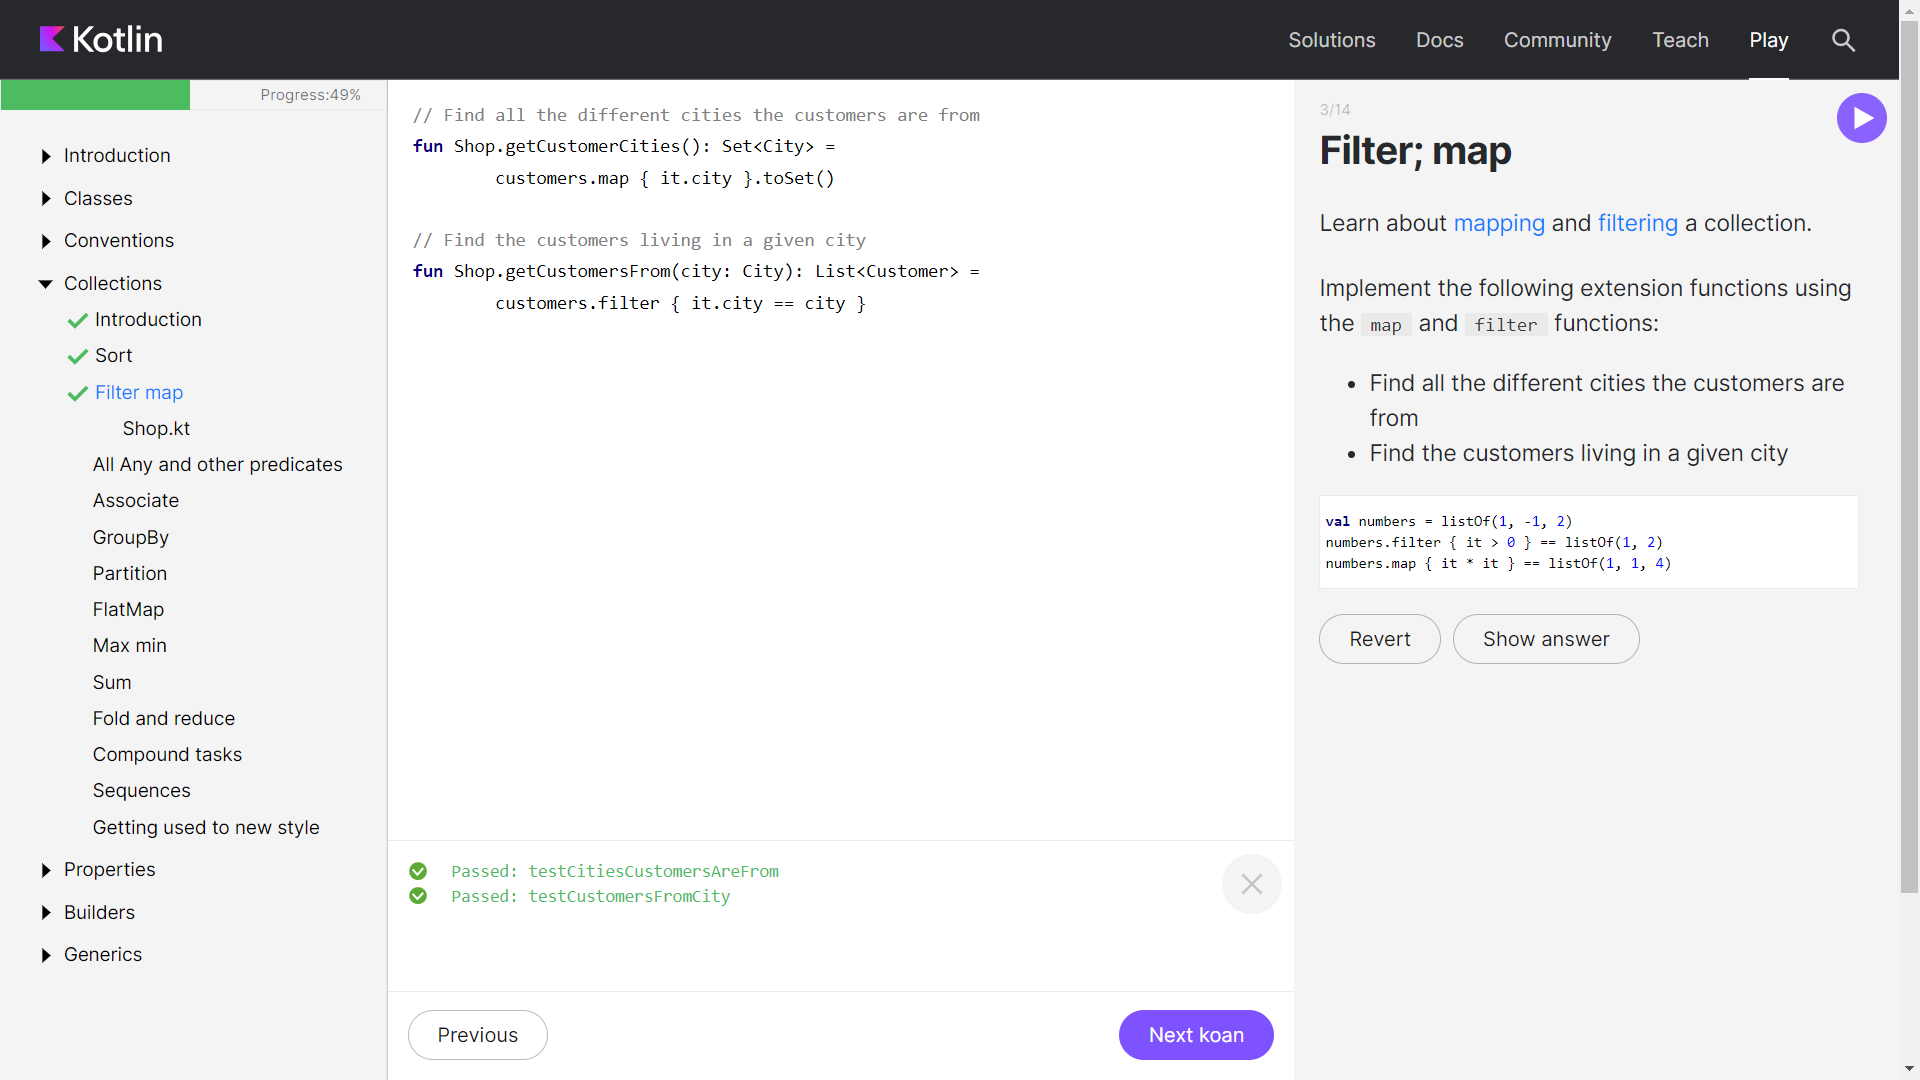 Kotlin
Solutions
Docs
Community
Teach
Play
Progress:49%
Introduction
Classes
Conventions
Collections
Introduction
Sort
Filter map
Shop.kt
All Any and other predicates
Associate
GroupBy
Partition
FlatMap
Max min
Sum
Fold and reduce
Compound tasks
Sequences
Getting used to new style
Properties
Builders
Generics
// Find all the different cities the customers are from
fun Shop.getCustomerCities(): Set<City> =
        customers.map { it.city }.toSet()
// Find the customers living in a given city
fun Shop.getCustomersFrom(city: City): List<Customer> =
        customers.filter { it.city == city }
Passed: testCitiesCustomersAreFrom
Passed: testCustomersFromCity
Previous
Next koan
3/14
Filter; map
Learn about mapping and filtering a collection.
Implement the following extension functions using
the map and filter functions:
• Find all the different cities the customers are
from
• Find the customers living in a given city
val numbers = listOf(1, -1, 2)
numbers.filter { it > 0 } == listOf(1, 2)
numbers.map { it * it } == listOf(1, 1, 4)
Revert
Show answer